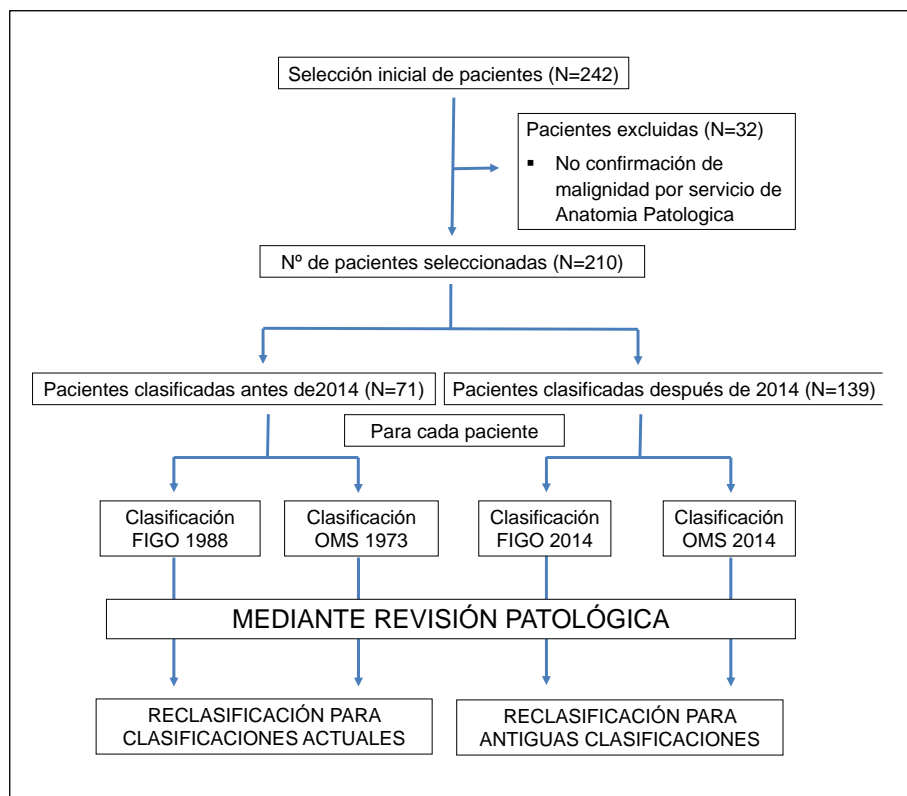 Selección inicial de pacientes (N=242)
Pacientes excluidas (N=32)
▪ No confirmación de
malignidad por servicio de
Anatomia Patologica
Nº de pacientes seleccionadas (N=210)
Pacientes clasificadas antes de2014 (N=71)
Pacientes clasificadas después de 2014 (N=139)
Para cada paciente
Clasificación
FIGO 1988
Clasificación
OMS 1973
Clasificación
FIGO 2014
Clasificación
OMS 2014
MEDIANTE REVISIÓN PATOLÓGICA
RECLASIFICACIÓN PARA
CLASIFICACIONES ACTUALES
RECLASIFICACIÓN PARA
ANTIGUAS CLASIFICACIONES